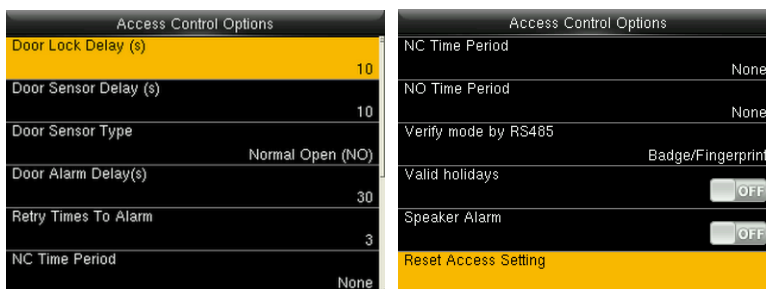 Access Control Options
Door Lock Delay (s)
10
Door Sensor Delay (s)
10
Door Sensor Type
Normal Open (NO)
Door Alarm Delay(s)
30
Retry Times To Alarm
3
NC Time Period
None
Access Control Options
NC Time Period
None
NO Time Period
None
Verify mode by RS485
Badge/Fingerprint
Valid holidays
OFF
Speaker Alarm
OFF
Reset Access Setting